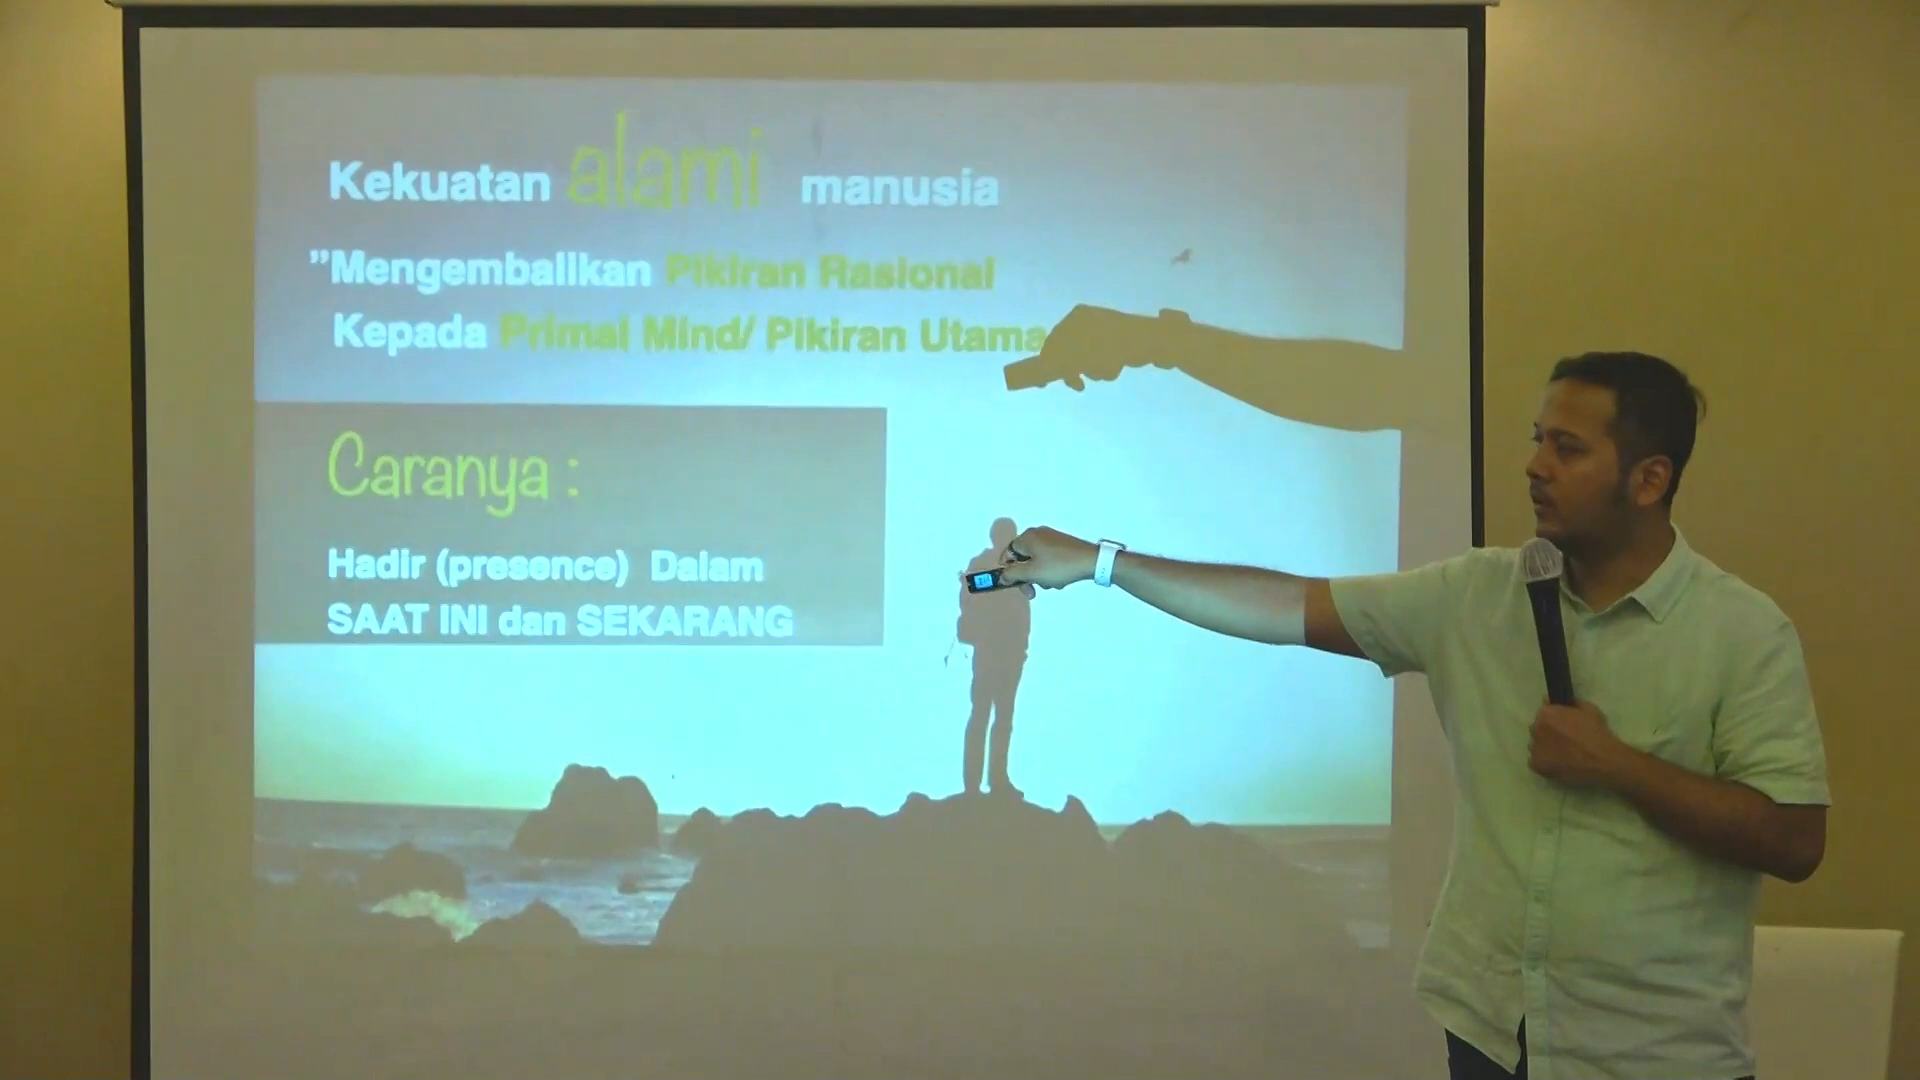 Kekuatan alami manusia
”Mengembalikan Pikiran Rasional
Kepada Primal Mind/ Pikiran Utama
Caranya :
Hadir (presence) Dalam
SAAT INI dan SEKARANG